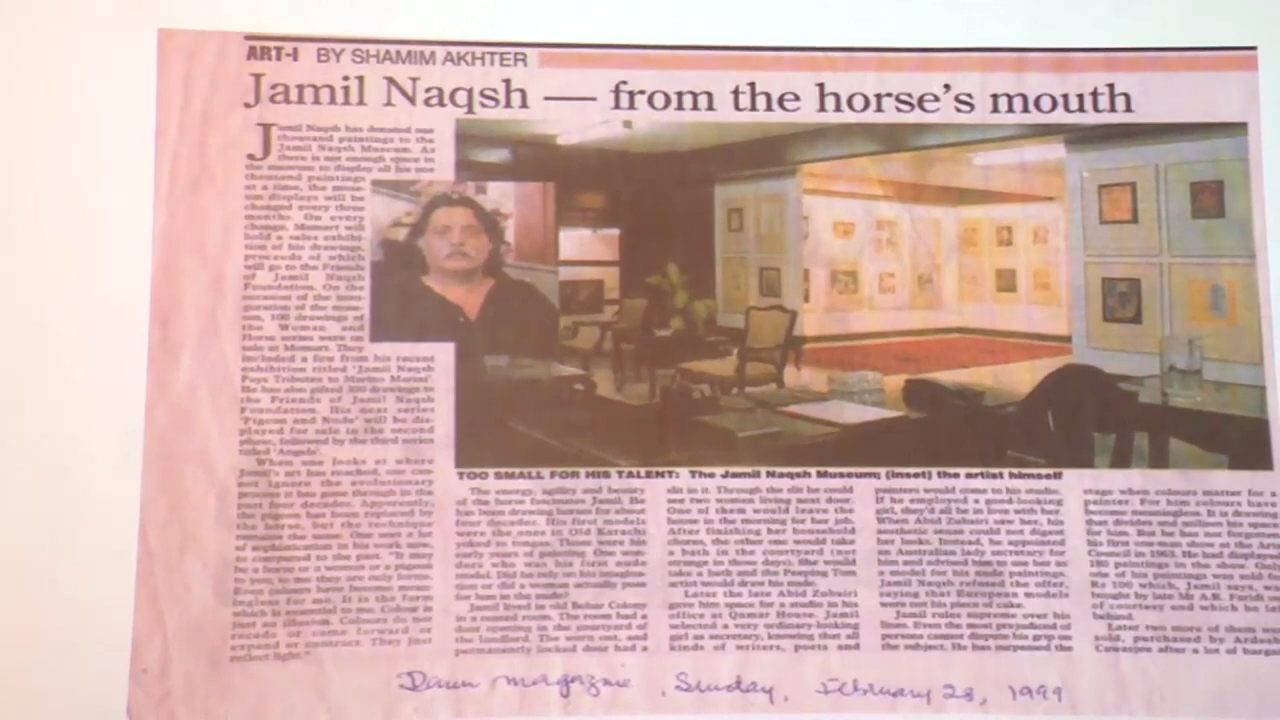 ART-I BY SHAMIM AKHTER
Jamil Naqsh — from the horse's mouth
Jamil Naqsh has donated one
thousand paintings to the
Jamil Naqsh Museum. As
there is not enough space in
the museum to display all his one
thousand paintings
at a time, the muse-
um displays will be
changed every three
months. On every
change, Momart will
hold a sales exhibi-
tion of his drawings,
proceeds of which
will go to the Friends
of Jamil Naqsh
Foundation. On the
occasion of the inau-
guration of the muse-
um, 100 drawings of
the Woman and
Horse series were on
sale at Momart. They
included a few from his recent
exhibition titled 'Jamil Naqsh
Pays Tributes to Marino Marini'.
He has also gifted 300 drawings to
the Friends of Jamil Naqsh
Foundation. His next series
'Pigeon and Nude' will be dis-
played for sale in the second
phase, followed by the third series
titled 'Angels'.
When one looks at where
Jamil's art has reached, one can-
not ignore the evolutionary
process it has gone through in the
past four decades. Apparently,
the pigeon has been replaced by
the horse, but the technique
remains the same. One sees a lot
of sophistication in his work now,
as compared to the past. "It may
be a horse or a woman or a pigeon
to you, to me they are only forms.
Even colours have become mean-
ingless for me. It is the form
which is essential to me. Colour is
just an illusion. Colours do not
recede or come forward or
expand or contract. They just
reflect light."
TOO SMALL FOR HIS TALENT: The Jamil Naqsh Museum; (inset) the artist himself
The energy, agility and beauty
of the horse fascinates Jamil. He
has been drawing horses for about
four decades. His first models
were the ones in Old Karachi
yoked to tongas. Those were his
early years of painting. One won-
ders who was his first nude
model. Did he rely on his imagina-
tion or did a woman actually pose
for him in the nude?
Jamil lived in old Bohar Colony
in a rented room. The room had a
door opening in the courtyard of
the landlord. The worn out, and
permanently locked door had a
slit in it. Through the slit he could
see two women living next door.
One of them would leave the
house in the morning for her job.
After finishing her household
chores, the other one would take
a bath in the courtyard (not
strange in those days). She would
take a bath and the Peeping Tom
artist would draw his nude.
Later the late Abid Zubairi
gave him space for a studio in his
office at Qamar House. Jamil
selected a very ordinary-looking
girl as secretary, knowing that all
kinds of writers, poets and
painters would come to his studio.
If he employed a good-looking
girl, they'd all be in love with her.
When Abid Zubairi saw her, his
aesthetic sense could not digest
her looks. Instead, he appointed
an Australian lady secretary for
him and advised him to use her as
a model for his nude paintings.
Jamil Naqsh refused the offer,
saying that European models
were not his piece of cake.
Jamil rules supreme over his
lines. Even the most prejudiced of
persons cannot dispute his grip on
the subject. He has surpassed the
stage when colours matter for a
painter. For him colours have
become meaningless. It is drawing
that divides and utilises his space
for him. But he has not forgotten
his first one-man show at the Arts
Council in 1963. He had displayed
180 paintings in the show. Only
one of his paintings was sold for
Rs 100 which, Jamil says, was
bought by late Mr A.R. Faridi
of courtesy and which he left
behind.
Later two more of them were
sold, purchased by Ardeshir
Cowasjee after a lot of bargain
Dawn magazine, Sunday, February 28, 1999